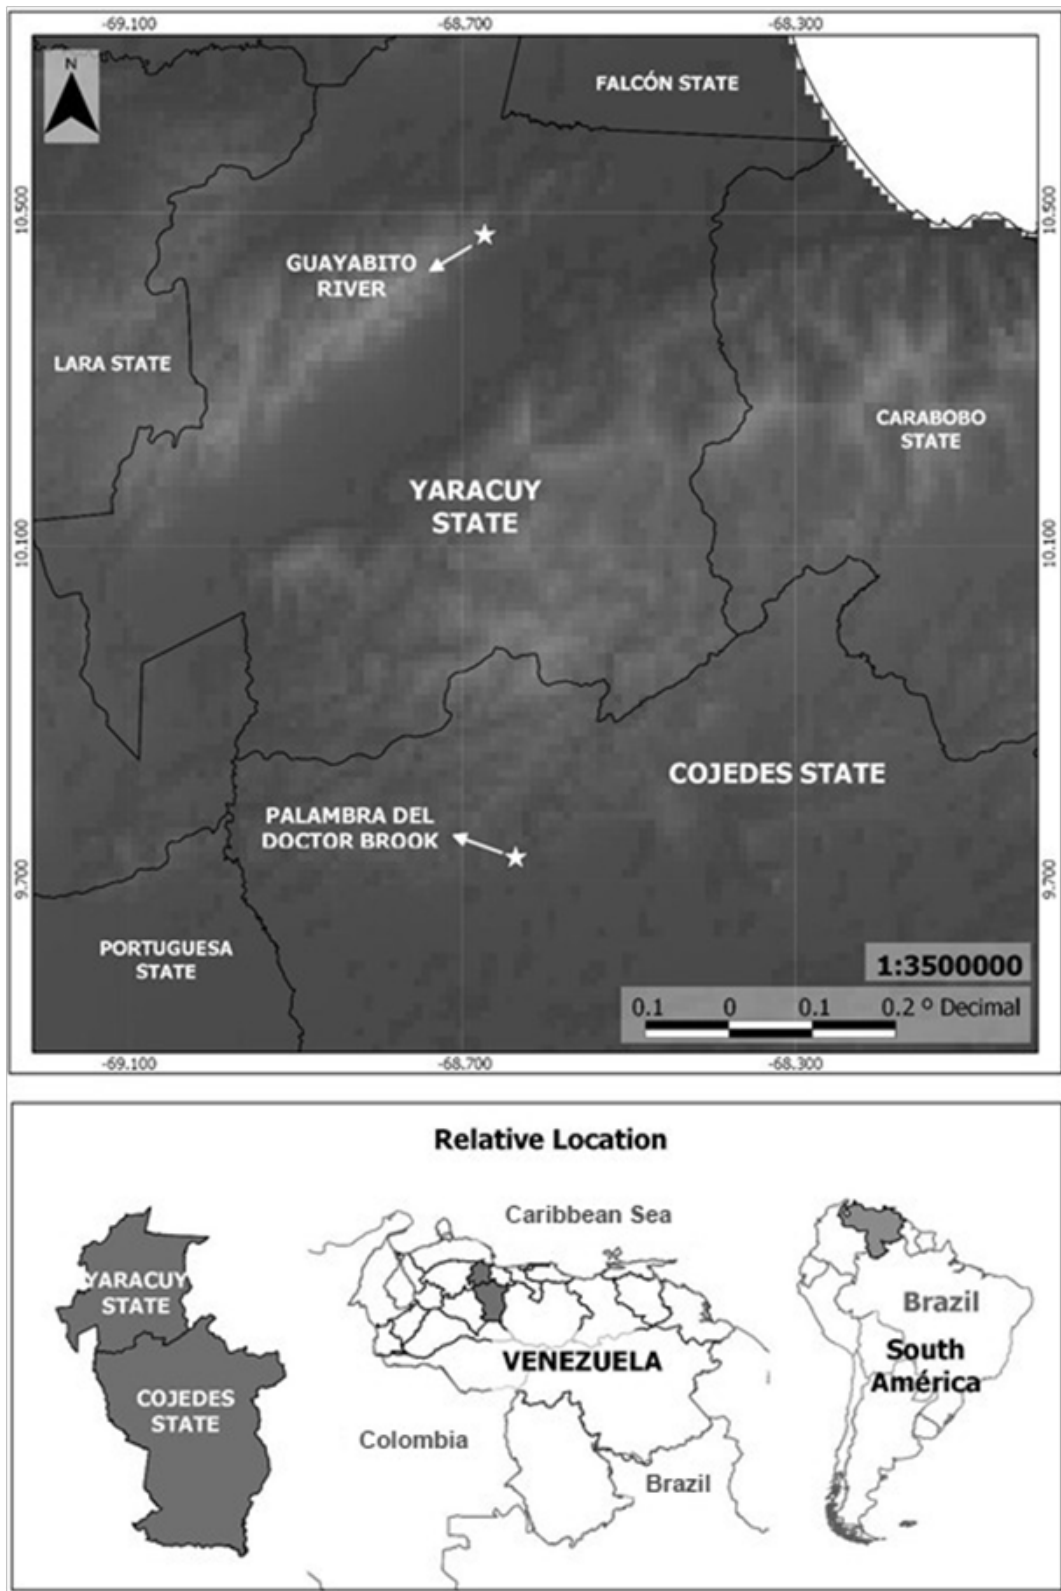 -69.100 -68.700 -68.300
N
FALCÓN STATE
10.500 10.500
GUAYABITO
RIVER
LARA STATE
CARABOBO
STATE
YARACUY
STATE
10.100 10.100
COJEDES STATE
PALAMBRA DEL
DOCTOR BROOK
9.700 9.700
PORTUGUESA
STATE
1:3500000
0.1 0 0.1 0.2 º Decimal
-69.100 -68.700 -68.300
Relative Location
Caribbean Sea
YARACUY
STATE
Brazil
VENEZUELA
South
América
COJEDES
STATE
Colombia
Brazil